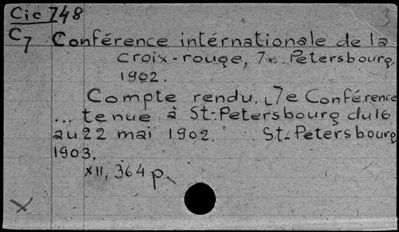 Cic 748 3
C7 Conférence internationale de la
croix-rouge, 7e. Petersbourg
1902.
Compte rendu. 7e Conférence
... tenue à St-Petersbourg du 16
au 22 mai 1902. St-Petersbourg
1903.
XII, 364 p.
X